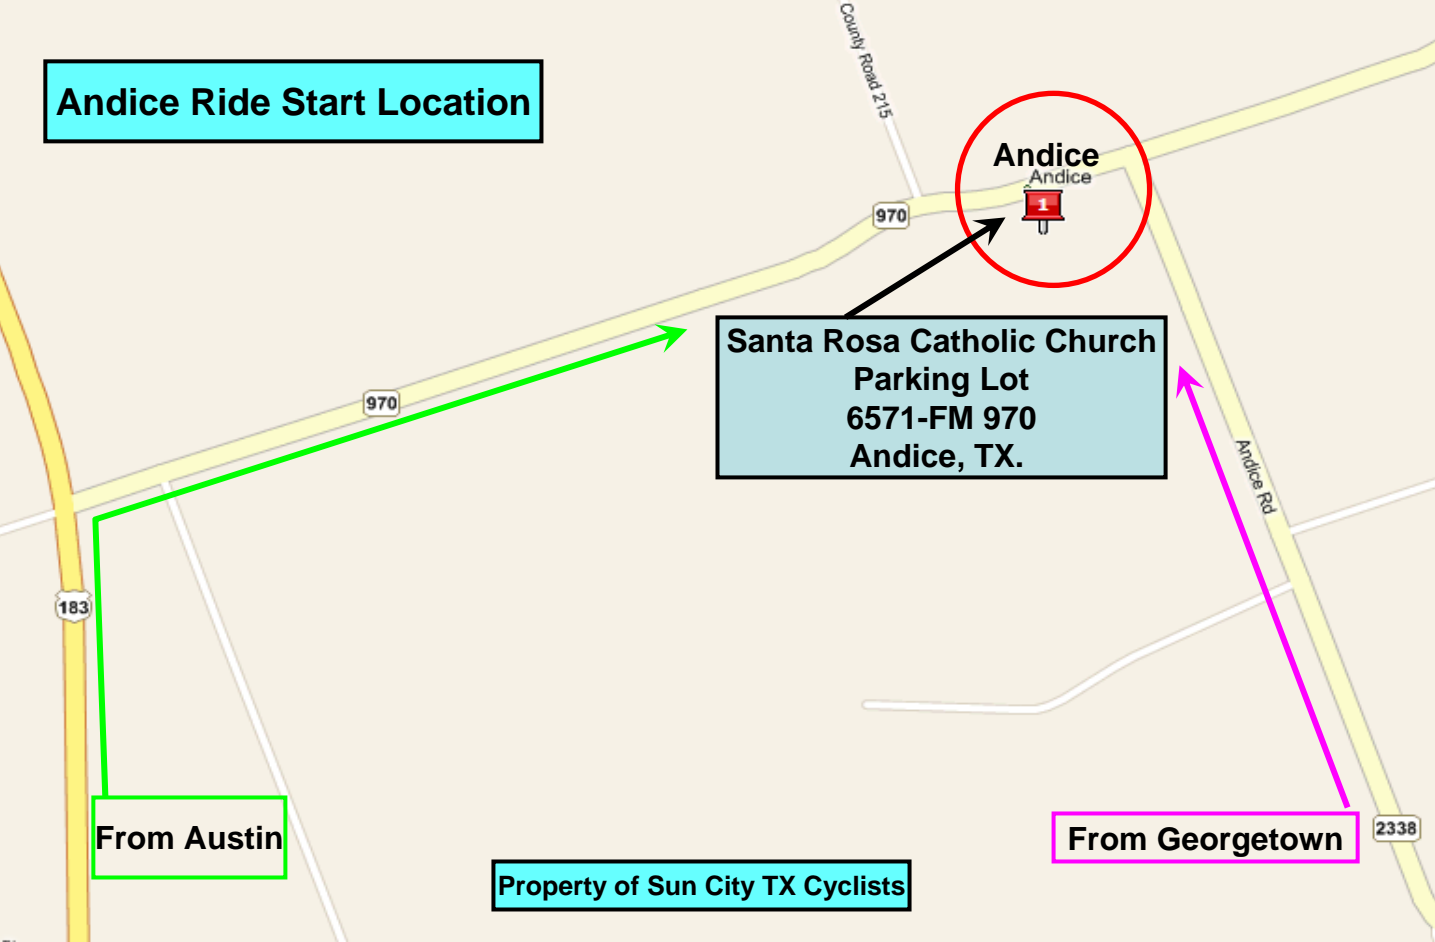 County Road 215
Andice Ride Start Location
Andice
Andice
1
970
Santa Rosa Catholic Church
Parking Lot
6571-FM 970
Andice, TX.
970
Andice Rd
183
From Austin
From Georgetown
2338
Property of Sun City TX Cyclists